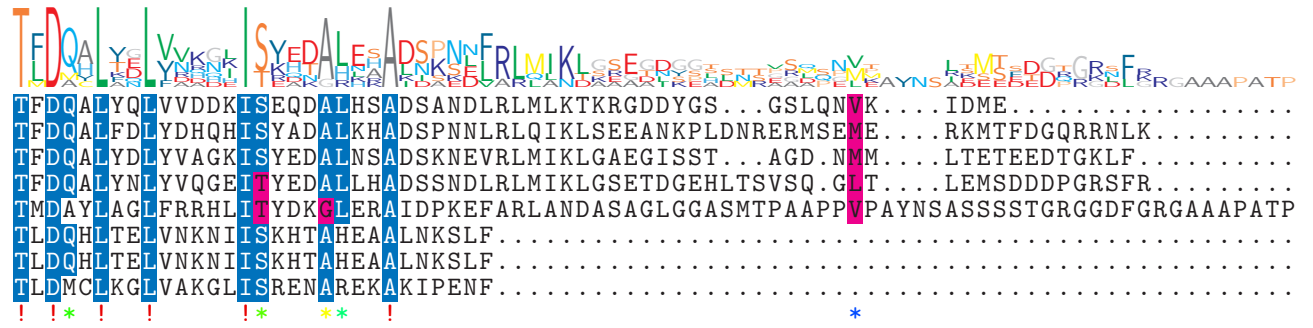 TFDQALYQLVVDDKISEQDALHSADSANDLRLMLKTKRGDDYGS...GSLQNVK....IDME..................
TFDQALFDLYDHQHISYADALKHADSPNNLRLQIKLSEEANKPLDNRERMSEME....RKMTFDGQRRNLK.........
TFDQALYDLYVAGKISYEDALNSADSKNEVRLMIKLGAEGISST...AGD.NMM....LTETEEDTGKLF..........
TFDQALYNLYVQGEITYEDALLHADSSNDLRLMIKLGSETDGEHLTSVSQ.GLT....LEMSDDDPGRSFR.........
TMDAYLAGLFRRHLITYDKGLERAIDPKEFARLANDASAGLGGASMTPAAPPVPAYNSASSSSTGRGGDFGRGAAAPATP
TLDQHLTELVNKNIISKHTAHEAALNKSLF..................................................
TLDQHLTELVNKNIISKHTAHEAALNKSLF..................................................
TLDMCLKGLVAKGLISRENAREKAKIPENF..................................................
! !* !  !     !*   **  !                            *